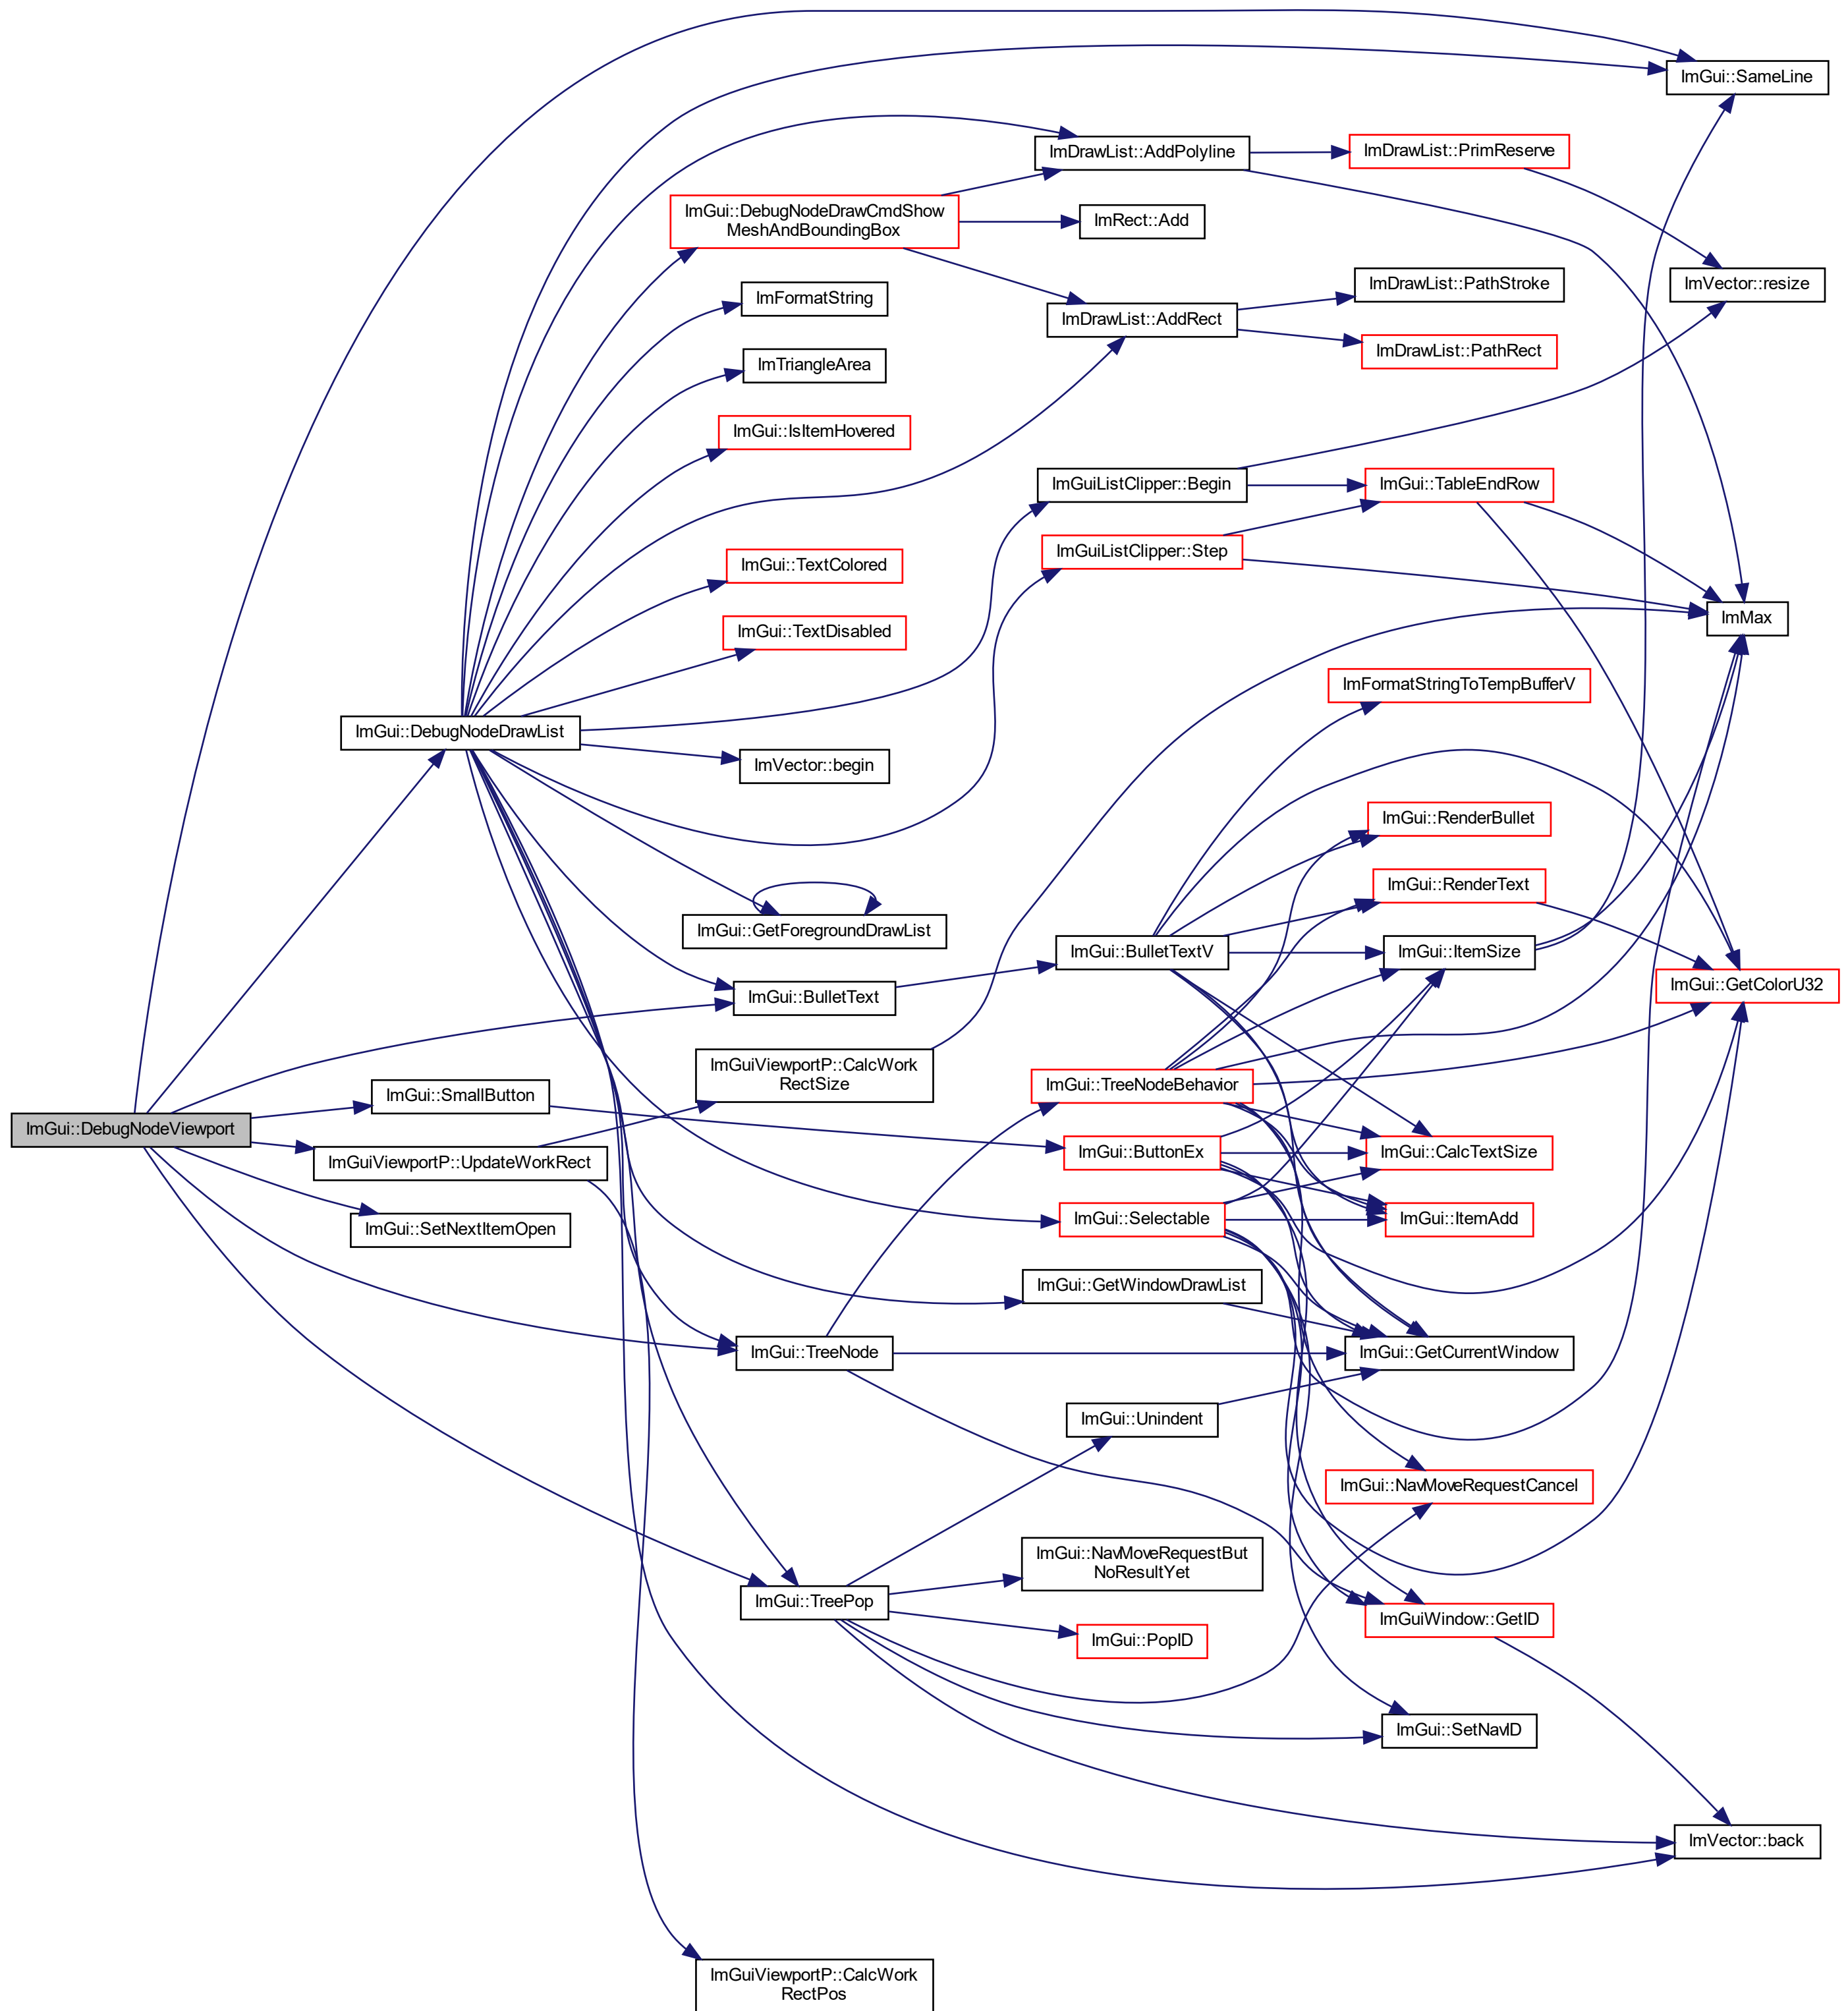 ImGui::SameLine
ImDrawList::AddPolyline
ImDrawList::PrimReserve
ImGui::DebugNodeDrawCmdShow
MeshAndBoundingBox
ImRect::Add
ImFormatString
ImDrawList::PathStroke
ImVector::resize
ImDrawList::AddRect
ImTriangleArea
ImDrawList::PathRect
ImGui::IsItemHovered
ImGuiListClipper::Begin
ImGui::TableEndRow
ImGuiListClipper::Step
ImGui::TextColored
ImMax
ImGui::TextDisabled
ImFormatStringToTempBufferV
ImGui::DebugNodeDrawList
ImVector::begin
ImGui::RenderBullet
ImGui::RenderText
ImGui::GetForegroundDrawList
ImGui::BulletTextV
ImGui::ItemSize
ImGui::GetColorU32
ImGui::BulletText
ImGuiViewportP::CalcWork
RectSize
ImGui::TreeNodeBehavior
ImGui::SmallButton
ImGui::DebugNodeViewport
ImGuiViewportP::UpdateWorkRect
ImGui::ButtonEx
ImGui::CalcTextSize
ImGui::Selectable
ImGui::ItemAdd
ImGui::SetNextItemOpen
ImGui::GetWindowDrawList
ImGui::TreeNode
ImGui::GetCurrentWindow
ImGui::Unindent
ImGui::NavMoveRequestCancel
ImGui::NavMoveRequestBut
NoResultYet
ImGui::TreePop
ImGuiWindow::GetID
ImGui::PopID
ImGui::SetNavID
ImVector::back
ImGuiViewportP::CalcWork
RectPos